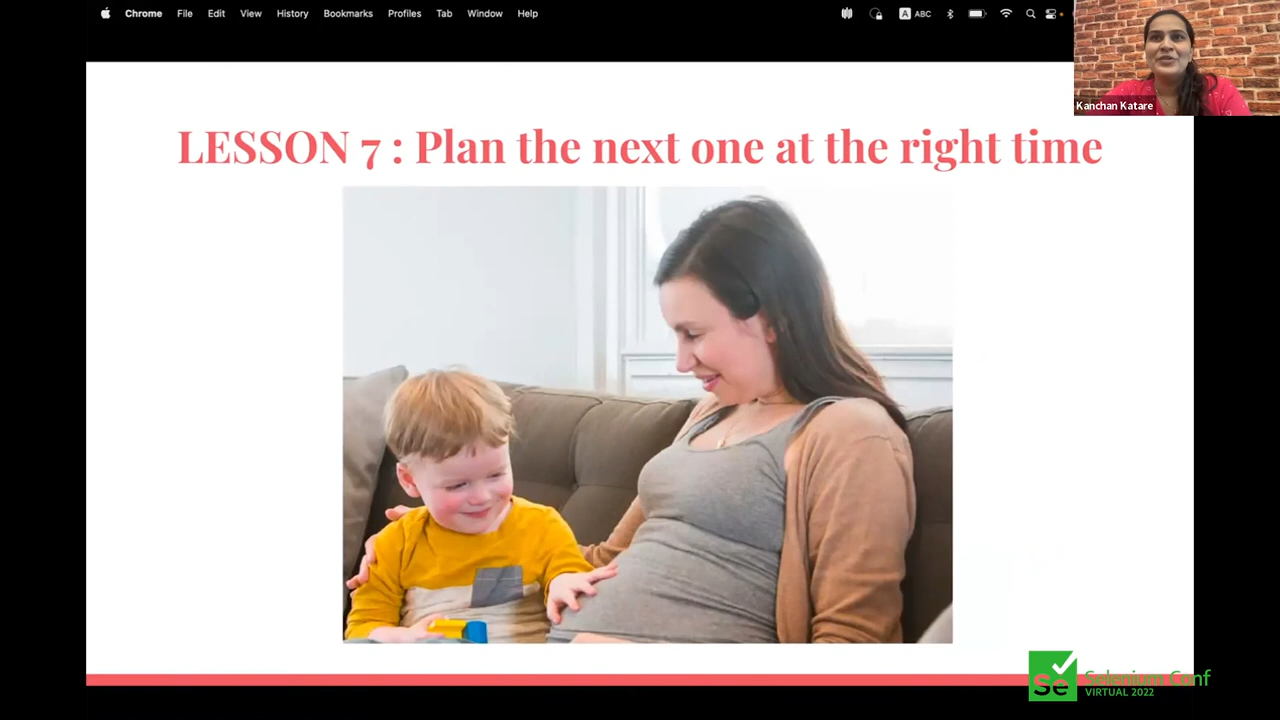 Chrome File Edit View History Bookmarks Profiles Tab Window Help
A ABC
Kanchan Katare
LESSON 7 : Plan the next one at the right time
Se Selenium Conf
VIRTUAL 2022